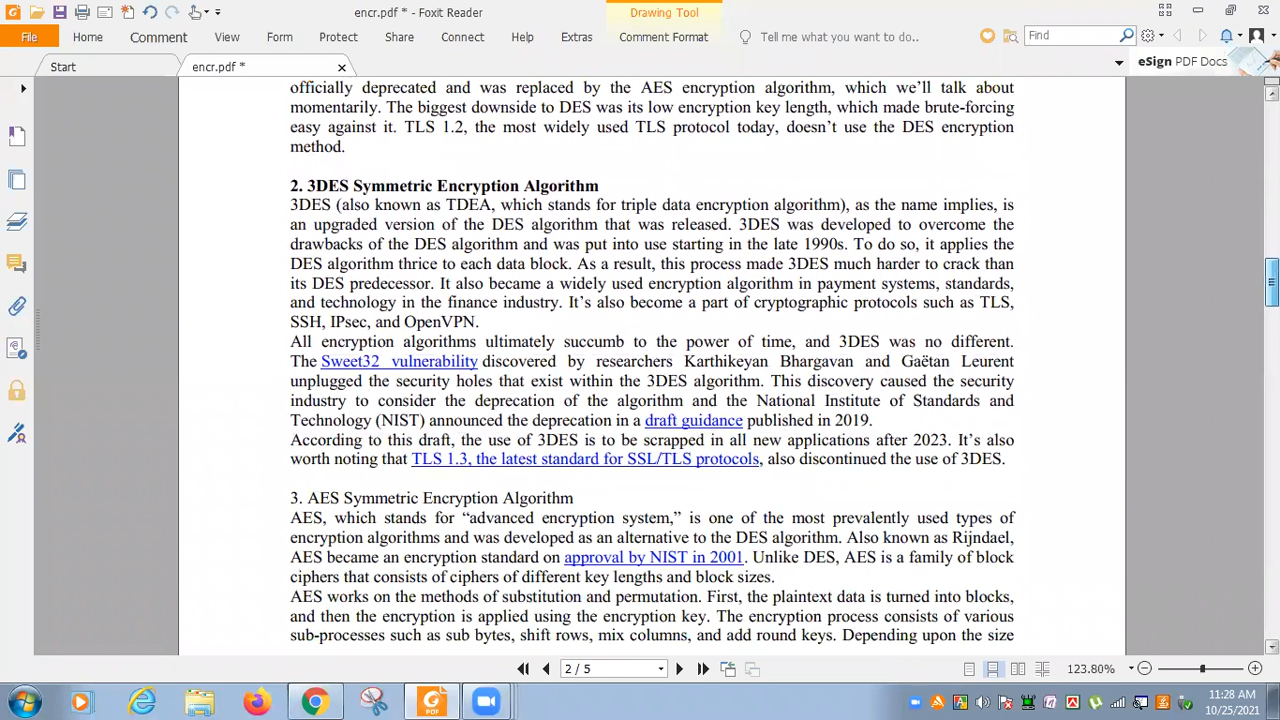 encr.pdf * - Foxit Reader
Drawing Tool
File
Home
Comment
View
Form
Protect
Share
Connect
Help
Extras
Comment Format
Tell me what you want to do..
Find
Start
encr.pdf *
eSign PDF Docs
officially deprecated and was replaced by the AES encryption algorithm, which we’ll talk about
momentarily. The biggest downside to DES was its low encryption key length, which made brute-forcing
easy against it. TLS 1.2, the most widely used TLS protocol today, doesn’t use the DES encryption
method.
2. 3DES Symmetric Encryption Algorithm
3DES (also known as TDEA, which stands for triple data encryption algorithm), as the name implies, is
an upgraded version of the DES algorithm that was released. 3DES was developed to overcome the
drawbacks of the DES algorithm and was put into use starting in the late 1990s. To do so, it applies the
DES algorithm thrice to each data block. As a result, this process made 3DES much harder to crack than
its DES predecessor. It also became a widely used encryption algorithm in payment systems, standards,
and technology in the finance industry. It’s also become a part of cryptographic protocols such as TLS,
SSH, IPsec, and OpenVPN.
All encryption algorithms ultimately succumb to the power of time, and 3DES was no different.
The Sweet32 vulnerability discovered by researchers Karthikeyan Bhargavan and Gaëtan Leurent
unplugged the security holes that exist within the 3DES algorithm. This discovery caused the security
industry to consider the deprecation of the algorithm and the National Institute of Standards and
Technology (NIST) announced the deprecation in a draft guidance published in 2019.
According to this draft, the use of 3DES is to be scrapped in all new applications after 2023. It’s also
worth noting that TLS 1.3, the latest standard for SSL/TLS protocols, also discontinued the use of 3DES.
3. AES Symmetric Encryption Algorithm
AES, which stands for “advanced encryption system,” is one of the most prevalently used types of
encryption algorithms and was developed as an alternative to the DES algorithm. Also known as Rijndael,
AES became an encryption standard on approval by NIST in 2001. Unlike DES, AES is a family of block
ciphers that consists of ciphers of different key lengths and block sizes.
AES works on the methods of substitution and permutation. First, the plaintext data is turned into blocks,
and then the encryption is applied using the encryption key. The encryption process consists of various
sub-processes such as sub bytes, shift rows, mix columns, and add round keys. Depending upon the size
2 / 5
123.80%
PDF
11:28 AM
10/25/2021